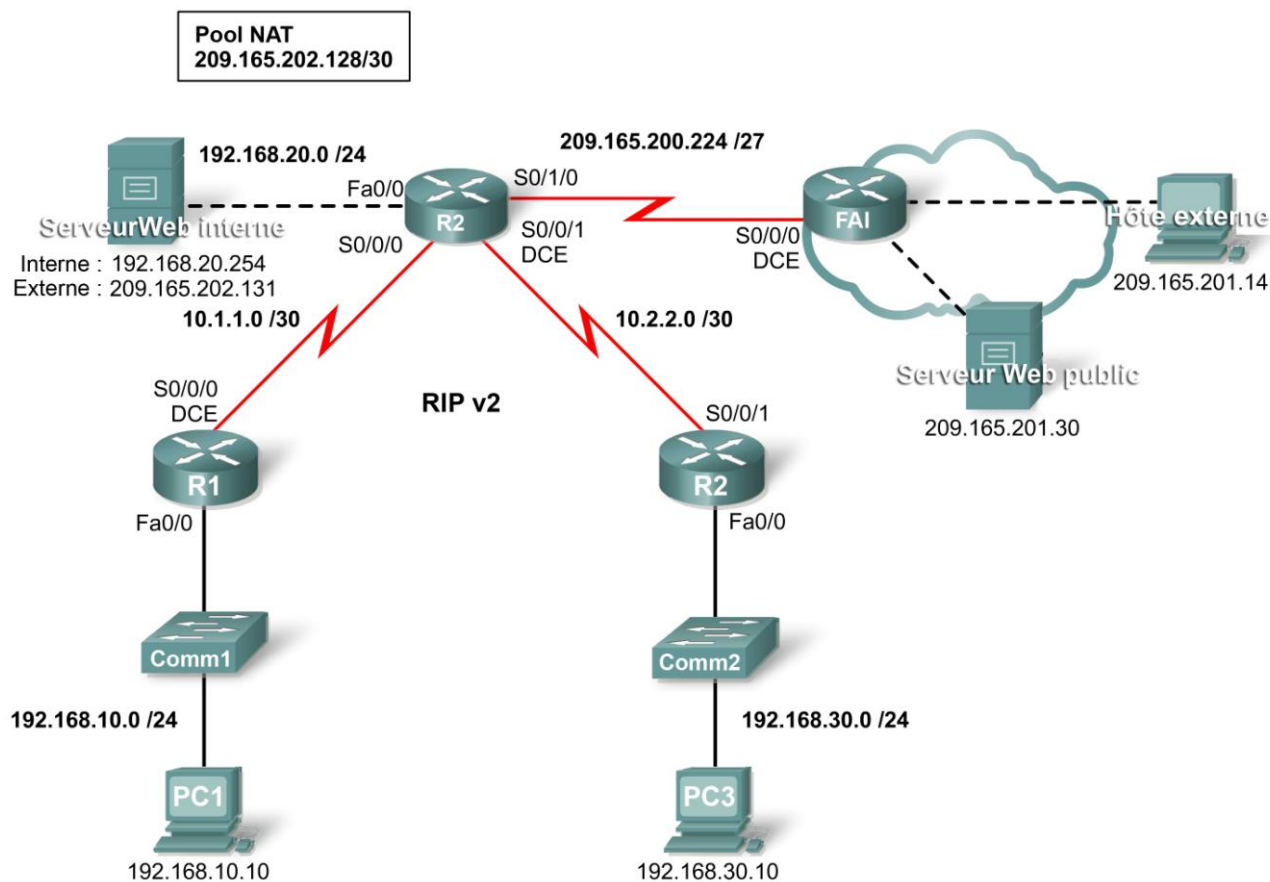 Pool NAT
209.165.202.128/30
192.168.20.0 /24
209.165.200.224 /27
Fa0/0
S0/1/0
ServeurWeb interne
R2
FAI
Hôte externe
S0/0/0
S0/0/1
DCE
S0/0/0
DCE
Interne : 192.168.20.254
Externe : 209.165.202.131
209.165.201.14
10.1.1.0 /30
10.2.2.0 /30
Serveur Web public
209.165.201.30
S0/0/0
DCE
RIP v2
S0/0/1
R1
R2
Fa0/0
Fa0/0
Comm1
Comm2
192.168.10.0 /24
192.168.30.0 /24
PC1
PC3
192.168.10.10
192.168.30.10